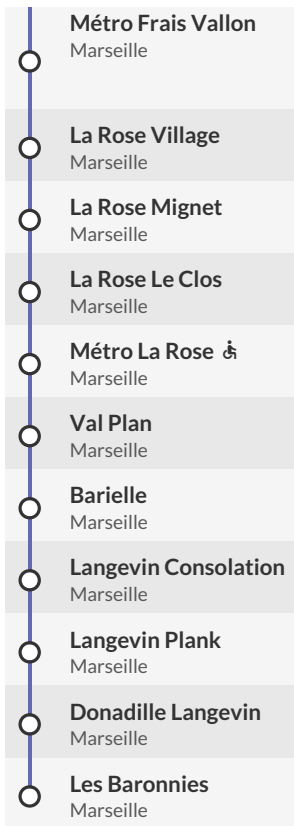 Métro Frais Vallon
Marseille
La Rose Village
Marseille
La Rose Mignet
Marseille
La Rose Le Clos
Marseille
Métro La Rose
Marseille
Val Plan
Marseille
Barielle
Marseille
Langevin Consolation
Marseille
Langevin Plank
Marseille
Donadille Langevin
Marseille
Les Baronnies
Marseille